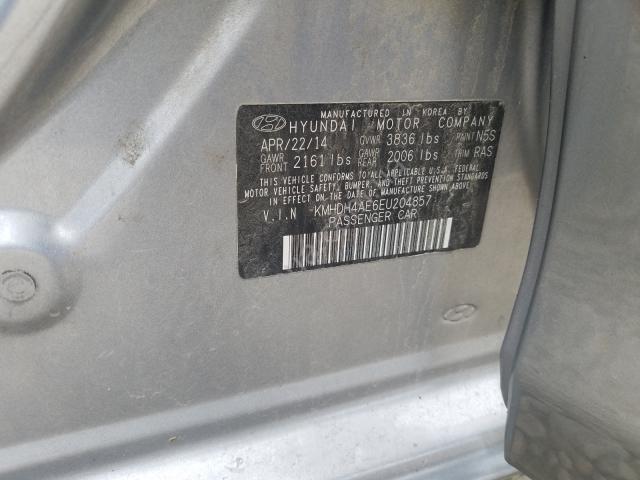 MANUFACTURED IN KOREA BY
HYUNDAI MOTOR COMPANY
APR/22/14 GVWR 3836 lbs PAINT N5S
GAWR FRONT 2161 lbs GAWR REAR 2006 lbs TRIM RAS
THIS VEHICLE CONFORMS TO ALL APPLICABLE U.S. FEDERAL
MOTOR VEHICLE SAFETY, BUMPER, AND THEFT PREVENTION STANDARDS
IN EFFECT ON THE DATE OF MANUFACTURE SHOWN ABOVE.
V.I.N KMHDH4AE6EU204857
PASSENGER CAR